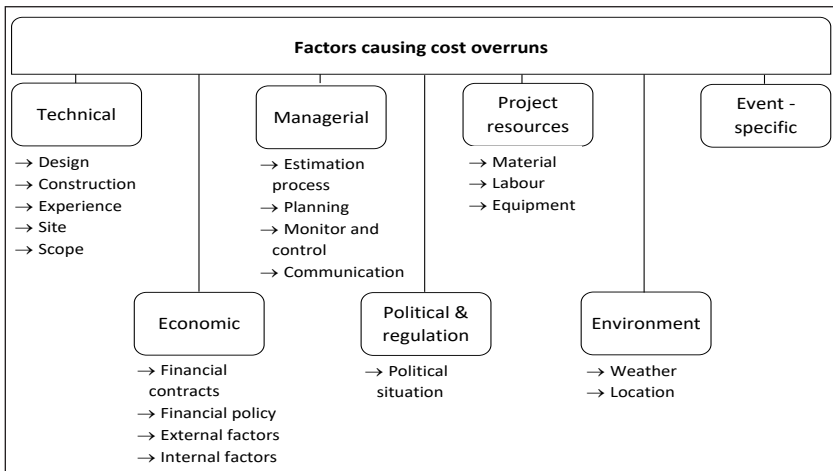 Factors causing cost overruns
Technical
→ Design
→ Construction
→ Experience
→ Site
→ Scope
Managerial
→ Estimation
process
→ Planning
→ Monitor and
control
→ Communication
Project
resources
→ Material
→ Labour
→ Equipment
Event -
specific
Economic
→ Financial
contracts
→ Financial policy
→ External factors
→ Internal factors
Political &
regulation
→ Political
situation
Environment
→ Weather
→ Location